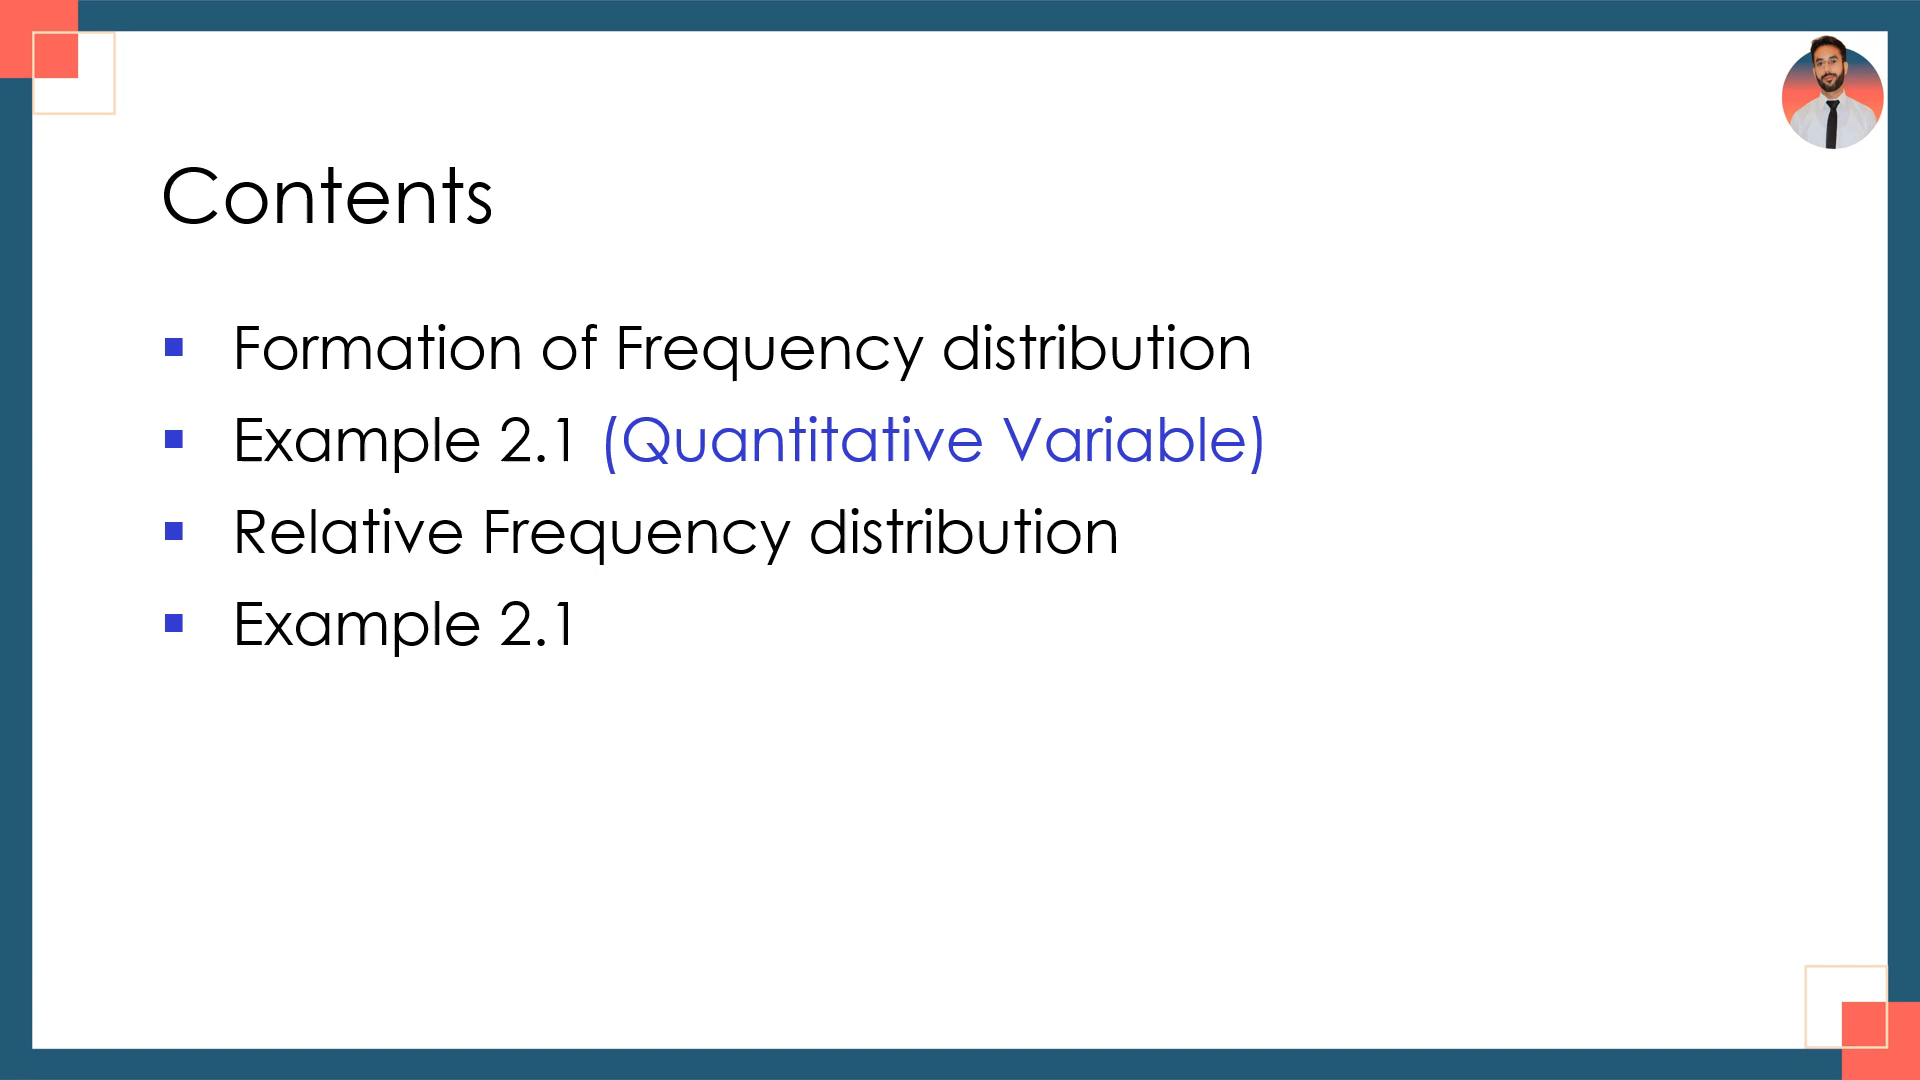 Contents
▪ Formation of Frequency distribution
▪ Example 2.1 (Quantitative Variable)
▪ Relative Frequency distribution
▪ Example 2.1